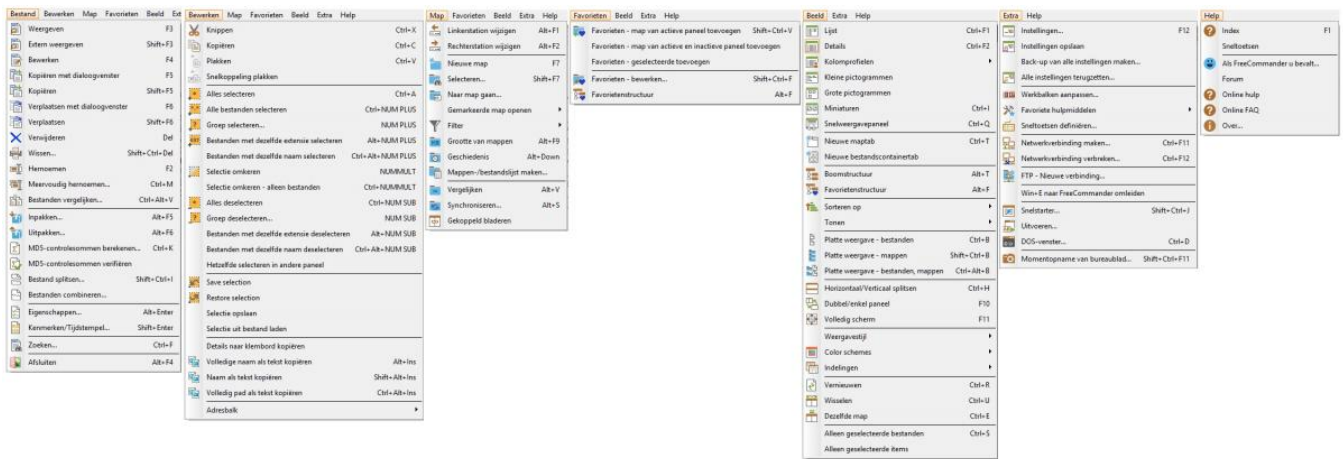 Bestand Bewerken Map Favorieten Beeld Ext
Weergeven F3
Extern weergeven Shift+F3
Bewerken F4
Kopiëren met dialoogvenster F5
Kopiëren Shift+F5
Verplaatsen met dialoogvenster F6
Verplaatsen Shift+F6
Verwijderen Del
Wissen... Shift+Ctrl+Del
Hernoemen F2
Meervoudig hernoemen... Ctrl+M
Bestanden vergelijken... Ctrl+Alt+V
Inpakken... Alt+F5
Uitpakken... Alt+F6
MD5-controlesommen berekenen... Ctrl+K
MD5-controlesommen verifiëren
Bestand splitsen... Shift+Ctrl+I
Bestanden combineren...
Eigenschappen... Alt+Enter
Kenmerken/Tijdstempel... Shift+Enter
Zoeken... Ctrl+F
Afsluiten Alt+F4
Bewerken Map Favorieten Beeld Extra Help
Knippen Ctrl+X
Kopiëren Ctrl+C
Plakken Ctrl+V
Snelkoppeling plakken
Alles selecteren Ctrl+A
Alle bestanden selecteren Ctrl+NUM PLUS
Groep selecteren... NUM PLUS
Bestanden met dezelfde extensie selecteren Alt+NUM PLUS
Bestanden met dezelfde naam selecteren Ctrl+Alt+NUM PLUS
Selectie omkeren NUMMULT
Selectie omkeren - alleen bestanden Ctrl+NUMMULT
Alles deselecteren Ctrl+NUM SUB
Groep deselecteren... NUM SUB
Bestanden met dezelfde extensie deselecteren Alt+NUM SUB
Bestanden met dezelfde naam deselecteren Ctrl+Alt+NUM SUB
Hetzelfde selecteren in andere paneel
Save selection
Restore selection
Selectie opslaan
Selectie uit bestand laden
Details naar klembord kopiëren
Volledige naam als tekst kopiëren Alt+Ins
Naam als tekst kopiëren Shift+Alt+Ins
Volledig pad als tekst kopiëren Ctrl+Alt+Ins
Adresbalk
Map Favorieten Beeld Extra Help
Linkerstation wijzigen Alt+F1
Rechterstation wijzigen Alt+F2
Nieuwe map F7
Selecteren... Shift+F7
Naar map gaan...
Gemarkeerde map openen
Filter
Grootte van mappen Alt+F9
Geschiedenis Alt+Down
Mappen-/bestandslijst maken...
Vergelijken Alt+V
Synchroniseren... Alt+S
Gekoppeld bladeren
Favorieten Beeld Extra Help
Favorieten - map van actieve paneel toevoegen Shift+Ctrl+V
Favorieten - map van actieve en inactieve paneel toevoegen
Favorieten - geselecteerde toevoegen
Favorieten - bewerken... Shift+Ctrl+F
Favorietenstructuur Alt+F
Beeld Extra Help
Lijst Ctrl+F1
Details Ctrl+F2
Kolomprofielen
Kleine pictogrammen
Grote pictogrammen
Miniaturen Ctrl+I
Snelweergavepaneel Ctrl+Q
Nieuwe maptab Ctrl+T
Nieuwe bestandscontainertab
Boomstructuur Alt+T
Favorietenstructuur Alt+F
Sorteren op
Tonen
Platte weergave - bestanden Ctrl+B
Platte weergave - mappen Shift+Ctrl+B
Platte weergave - bestanden, mappen Ctrl+Alt+B
Horizontaal/Verticaal splitsen Ctrl+H
Dubbel/enkel paneel F10
Volledig scherm F11
Weergavestijl
Color schemes
Indelingen
Vernieuwen Ctrl+R
Wisselen Ctrl+U
Dezelfde map Ctrl+E
Alleen geselecteerde bestanden Ctrl+S
Alleen geselecteerde items
Extra Help
Instellingen... F12
Instellingen opslaan
Back-up van alle instellingen maken...
Alle instellingen terugzetten...
Werkbalken aanpassen...
Favoriete hulpmiddelen
Sneltoetsen definiëren...
Netwerkverbinding maken... Ctrl+F11
Netwerkverbinding verbreken... Ctrl+F12
FTP - Nieuwe verbinding...
Win+E naar FreeCommander omleiden
Snelstarter... Shift+Ctrl+J
Uitvoeren...
DOS-venster... Ctrl+D
Momentopname van bureaublad... Shift+Ctrl+F11
Help
Index F1
Sneltoetsen
Als FreeCommander u bevalt...
Forum
Online hulp
Online FAQ
Over...